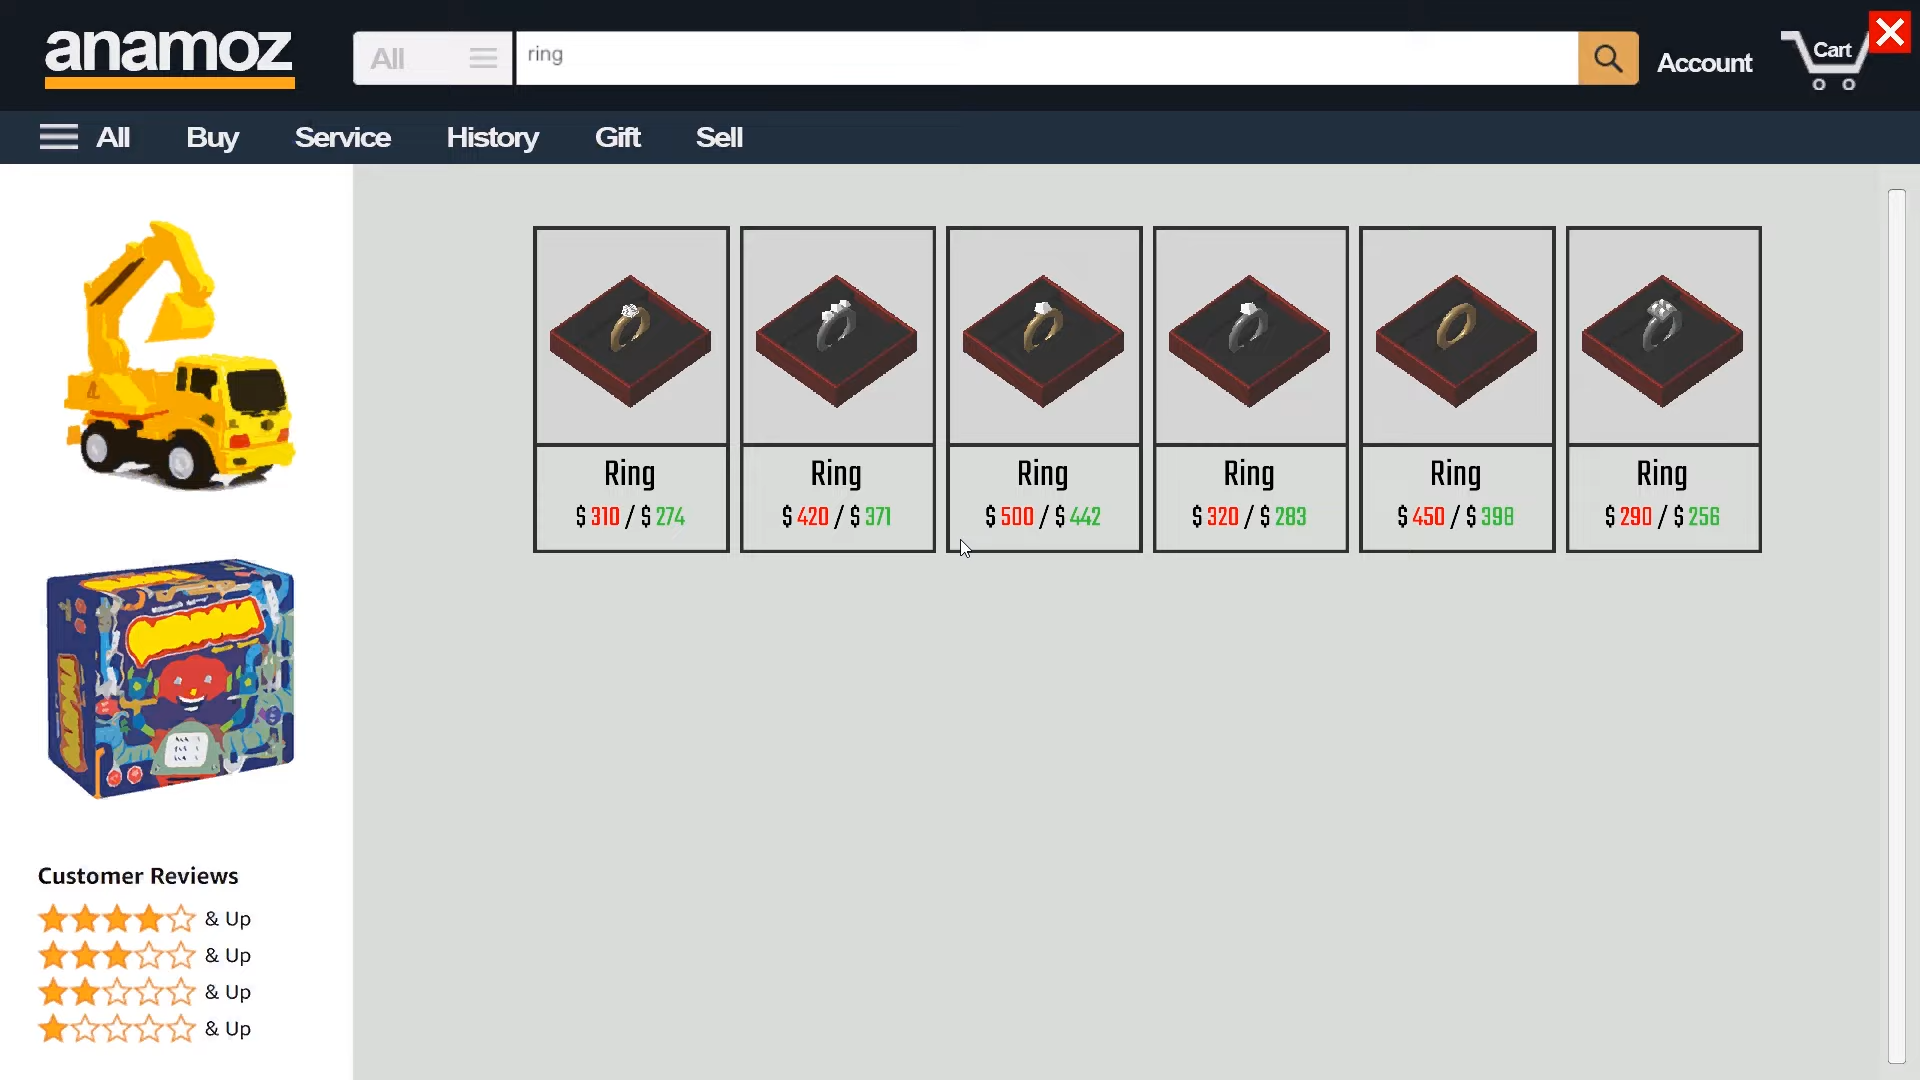 anamoz
All
ring
Account
Cart
All Buy Service History Gift Sell
Ring Ring Ring Ring Ring Ring
$ 310 / $ 274 $ 420 / $ 371 $ 500 / $ 442 $ 320 / $ 283 $ 450 / $ 398 $ 290 / $ 256
Customer Reviews
& Up
& Up
& Up
& Up